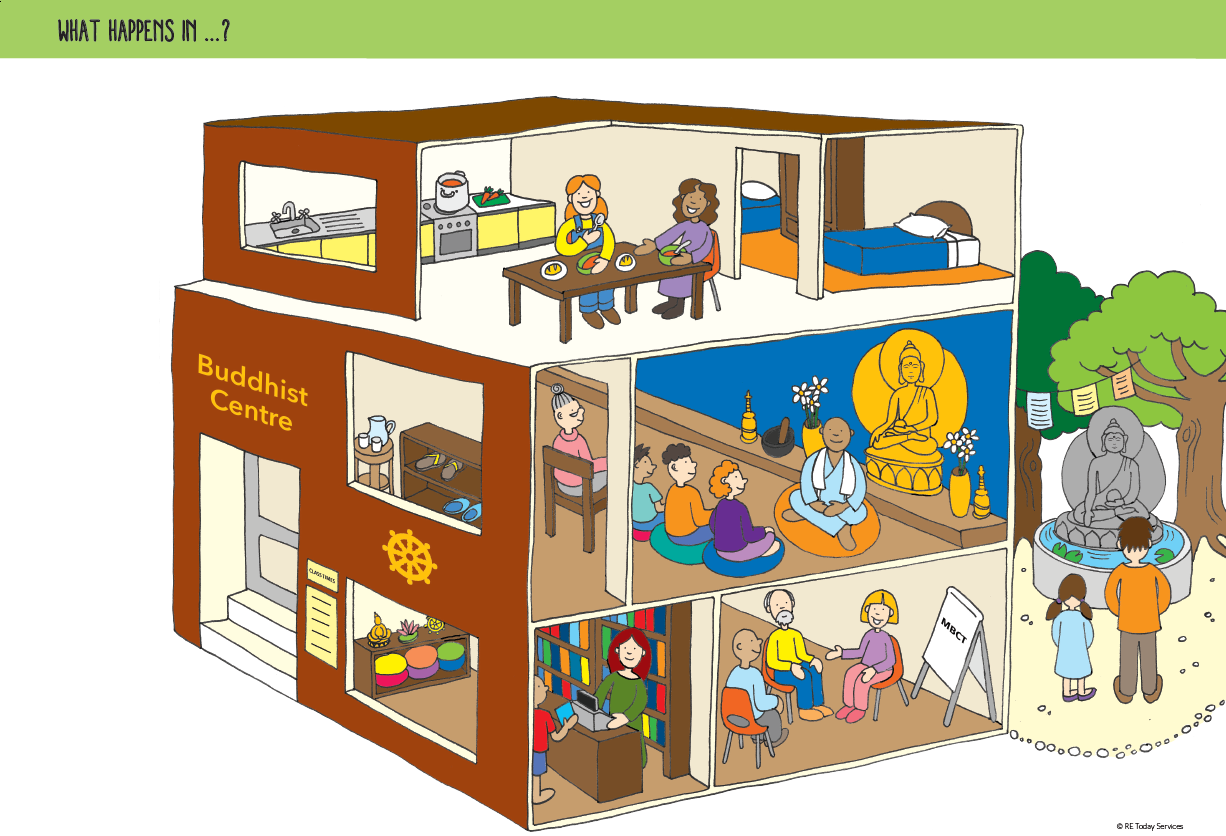 WHAT HAPPENS IN ...?
Buddhist
Centre
CLASS TIMES
MBCT
© RE Today Services